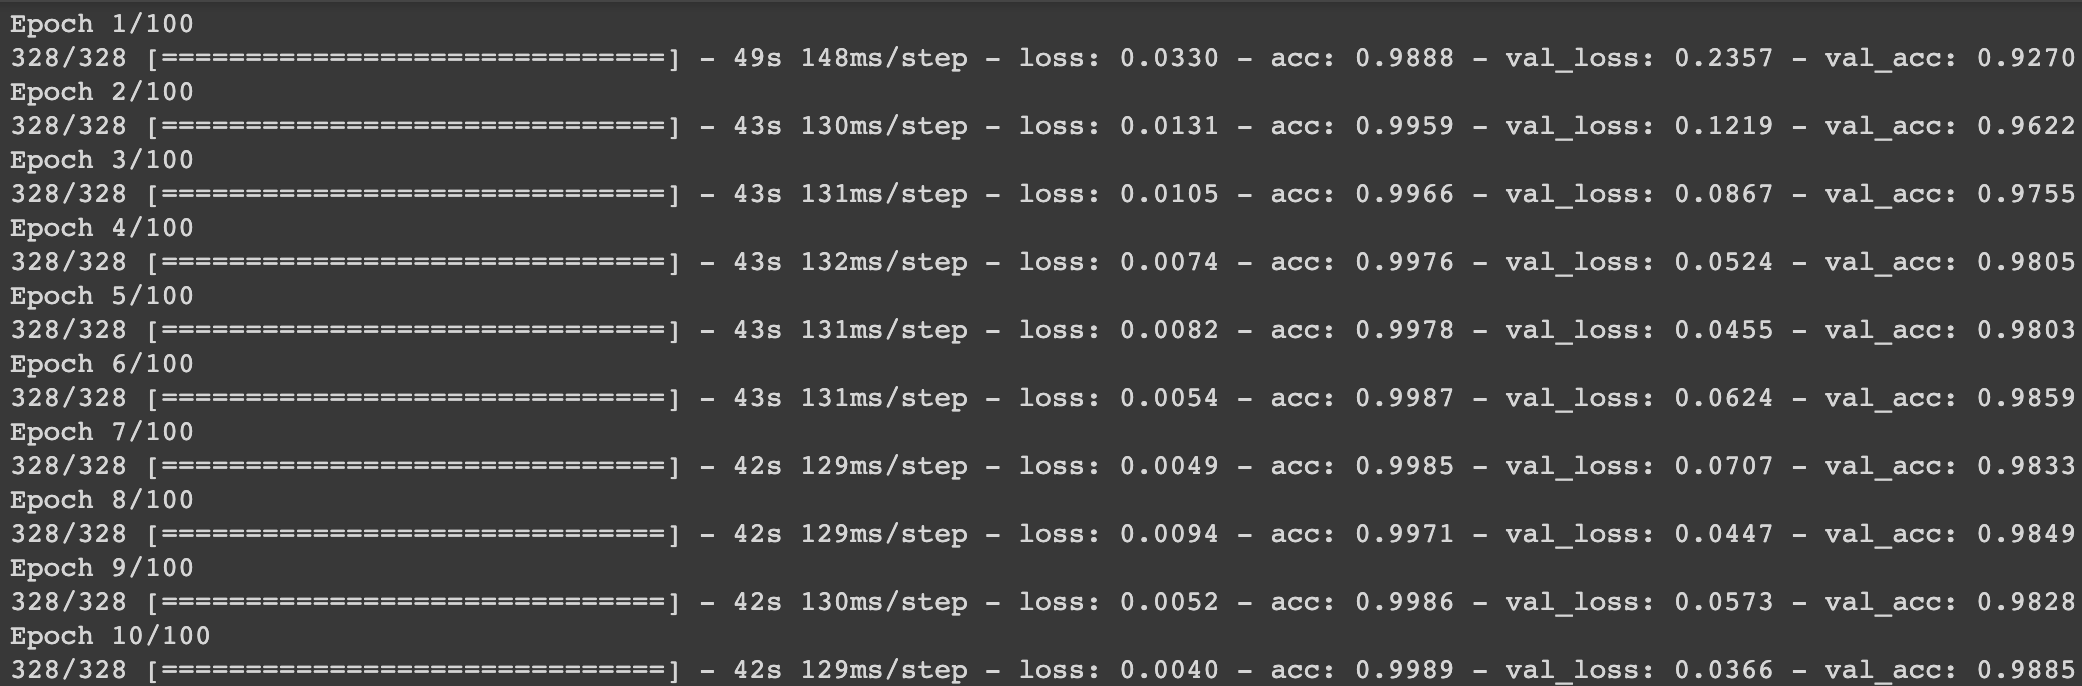 Epoch 1/100
328/328 [==============================] - 49s 148ms/step - loss: 0.0330 - acc: 0.9888 - val_loss: 0.2357 - val_acc: 0.9270
Epoch 2/100
328/328 [==============================] - 43s 130ms/step - loss: 0.0131 - acc: 0.9959 - val_loss: 0.1219 - val_acc: 0.9622
Epoch 3/100
328/328 [==============================] - 43s 131ms/step - loss: 0.0105 - acc: 0.9966 - val_loss: 0.0867 - val_acc: 0.9755
Epoch 4/100
328/328 [==============================] - 43s 132ms/step - loss: 0.0074 - acc: 0.9976 - val_loss: 0.0524 - val_acc: 0.9805
Epoch 5/100
328/328 [==============================] - 43s 131ms/step - loss: 0.0082 - acc: 0.9978 - val_loss: 0.0455 - val_acc: 0.9803
Epoch 6/100
328/328 [==============================] - 43s 131ms/step - loss: 0.0054 - acc: 0.9987 - val_loss: 0.0624 - val_acc: 0.9859
Epoch 7/100
328/328 [==============================] - 42s 129ms/step - loss: 0.0049 - acc: 0.9985 - val_loss: 0.0707 - val_acc: 0.9833
Epoch 8/100
328/328 [==============================] - 42s 129ms/step - loss: 0.0094 - acc: 0.9971 - val_loss: 0.0447 - val_acc: 0.9849
Epoch 9/100
328/328 [==============================] - 42s 130ms/step - loss: 0.0052 - acc: 0.9986 - val_loss: 0.0573 - val_acc: 0.9828
Epoch 10/100
328/328 [==============================] - 42s 129ms/step - loss: 0.0040 - acc: 0.9989 - val_loss: 0.0366 - val_acc: 0.9885